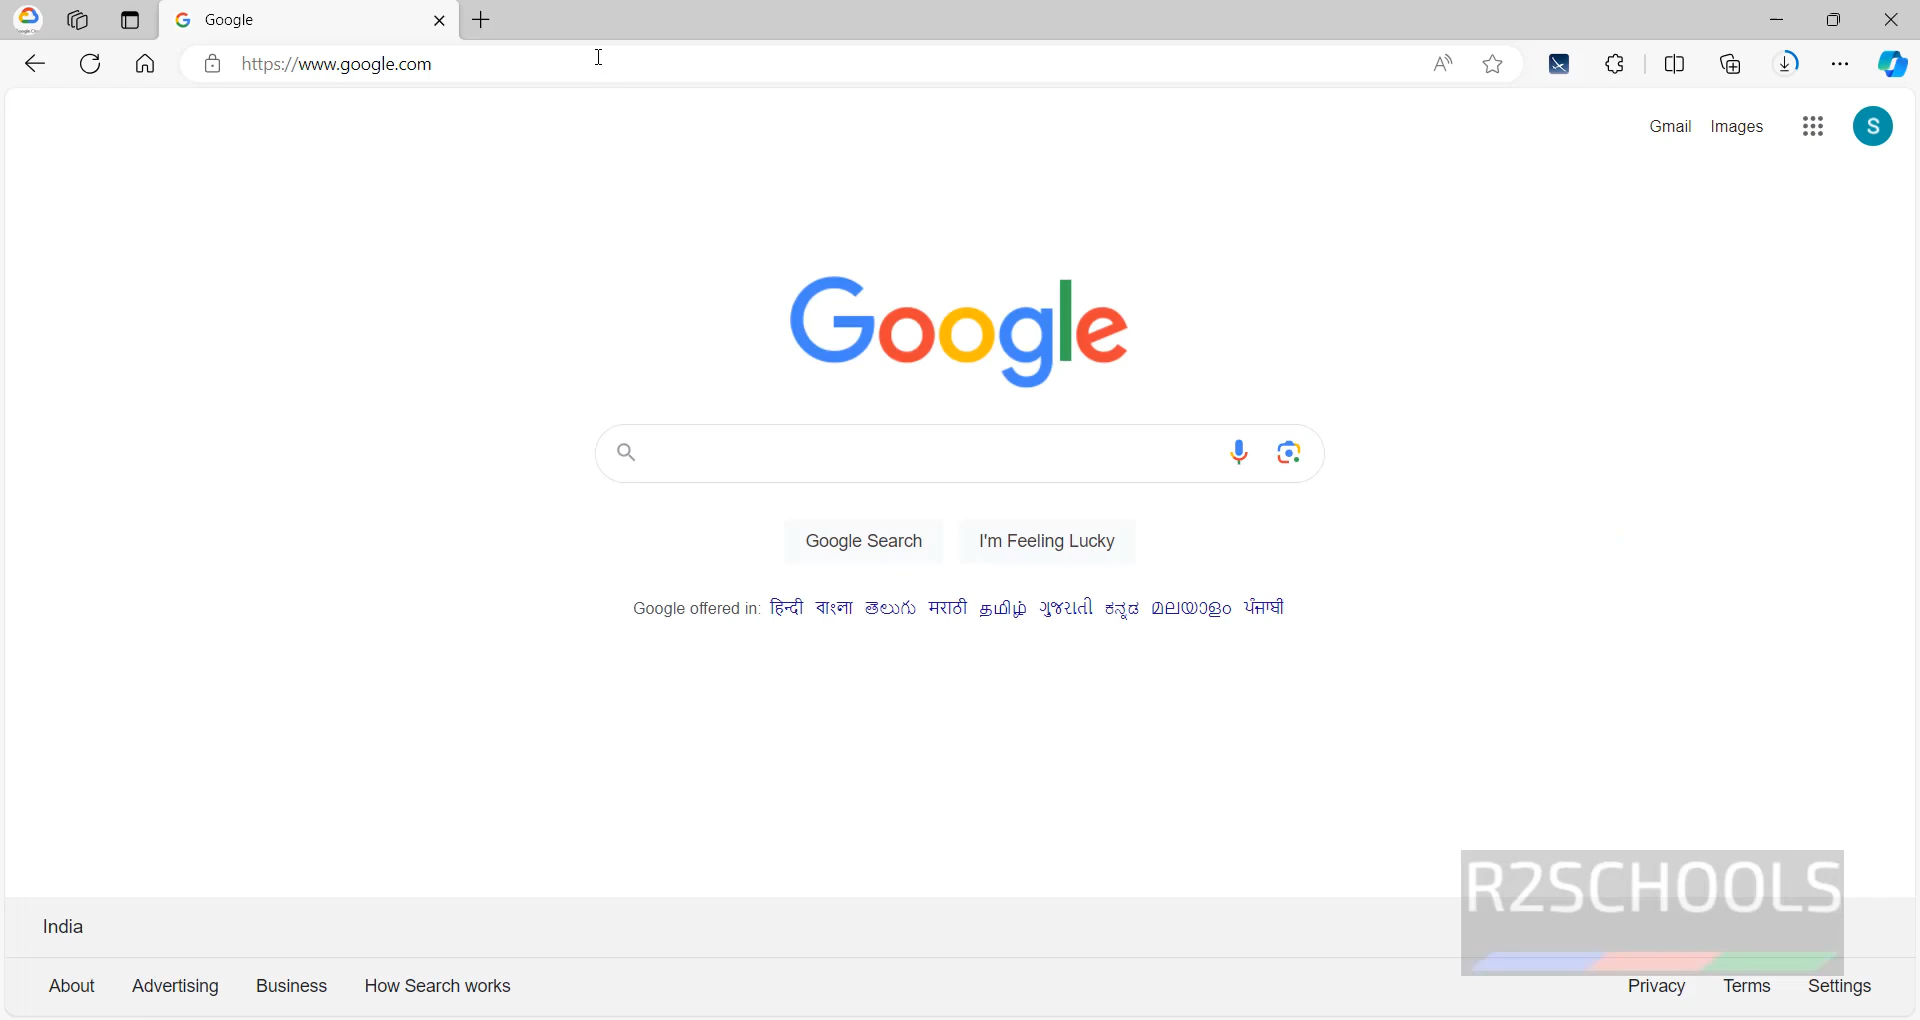 Google
https://www.google.com
Gmail Images
S
Google
Google Search I'm Feeling Lucky
Google offered in: हिन्दी বাংলা తెలుగు मराठी தமிழ் ગુજરાતી ಕನ್ನಡ മലയാളം ਪੰਜਾਬੀ
R2SCHOOLS
India
About Advertising Business How Search works Privacy Terms Settings